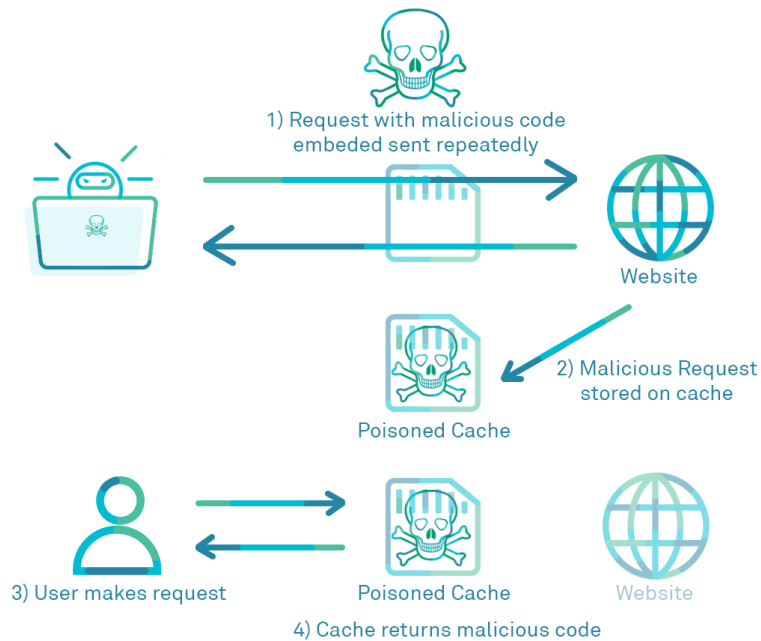 1) Request with malicious code
embeded sent repeatedly
Website
2) Malicious Request
stored on cache
Poisoned Cache
3) User makes request
Poisoned Cache
Website
4) Cache returns malicious code